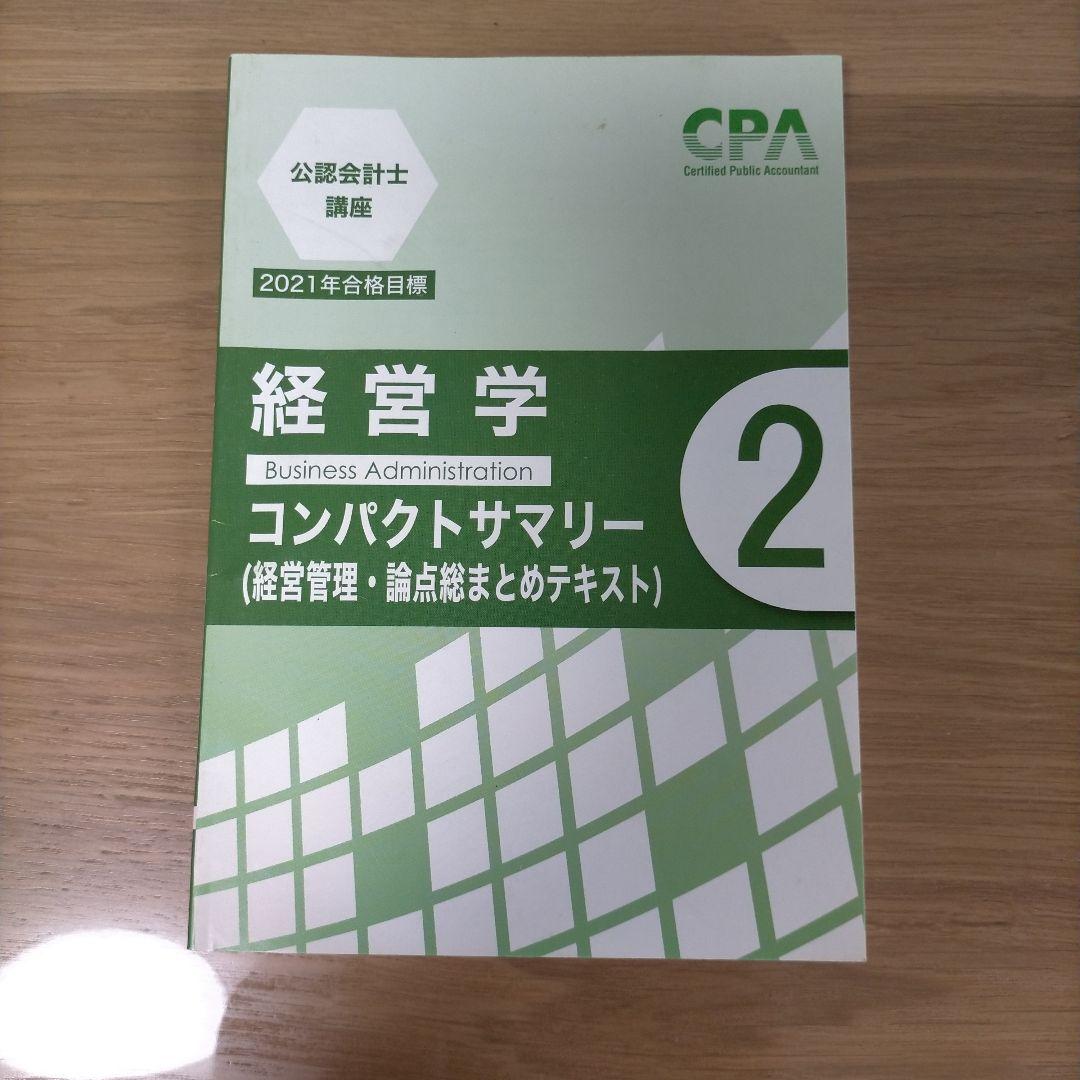 公認会計士
講座
CPA
Certified Public Accountant
2021年合格目標
経営学
Business Administration
コンパクトサマリー
(経営管理・論点総まとめテキスト)
2